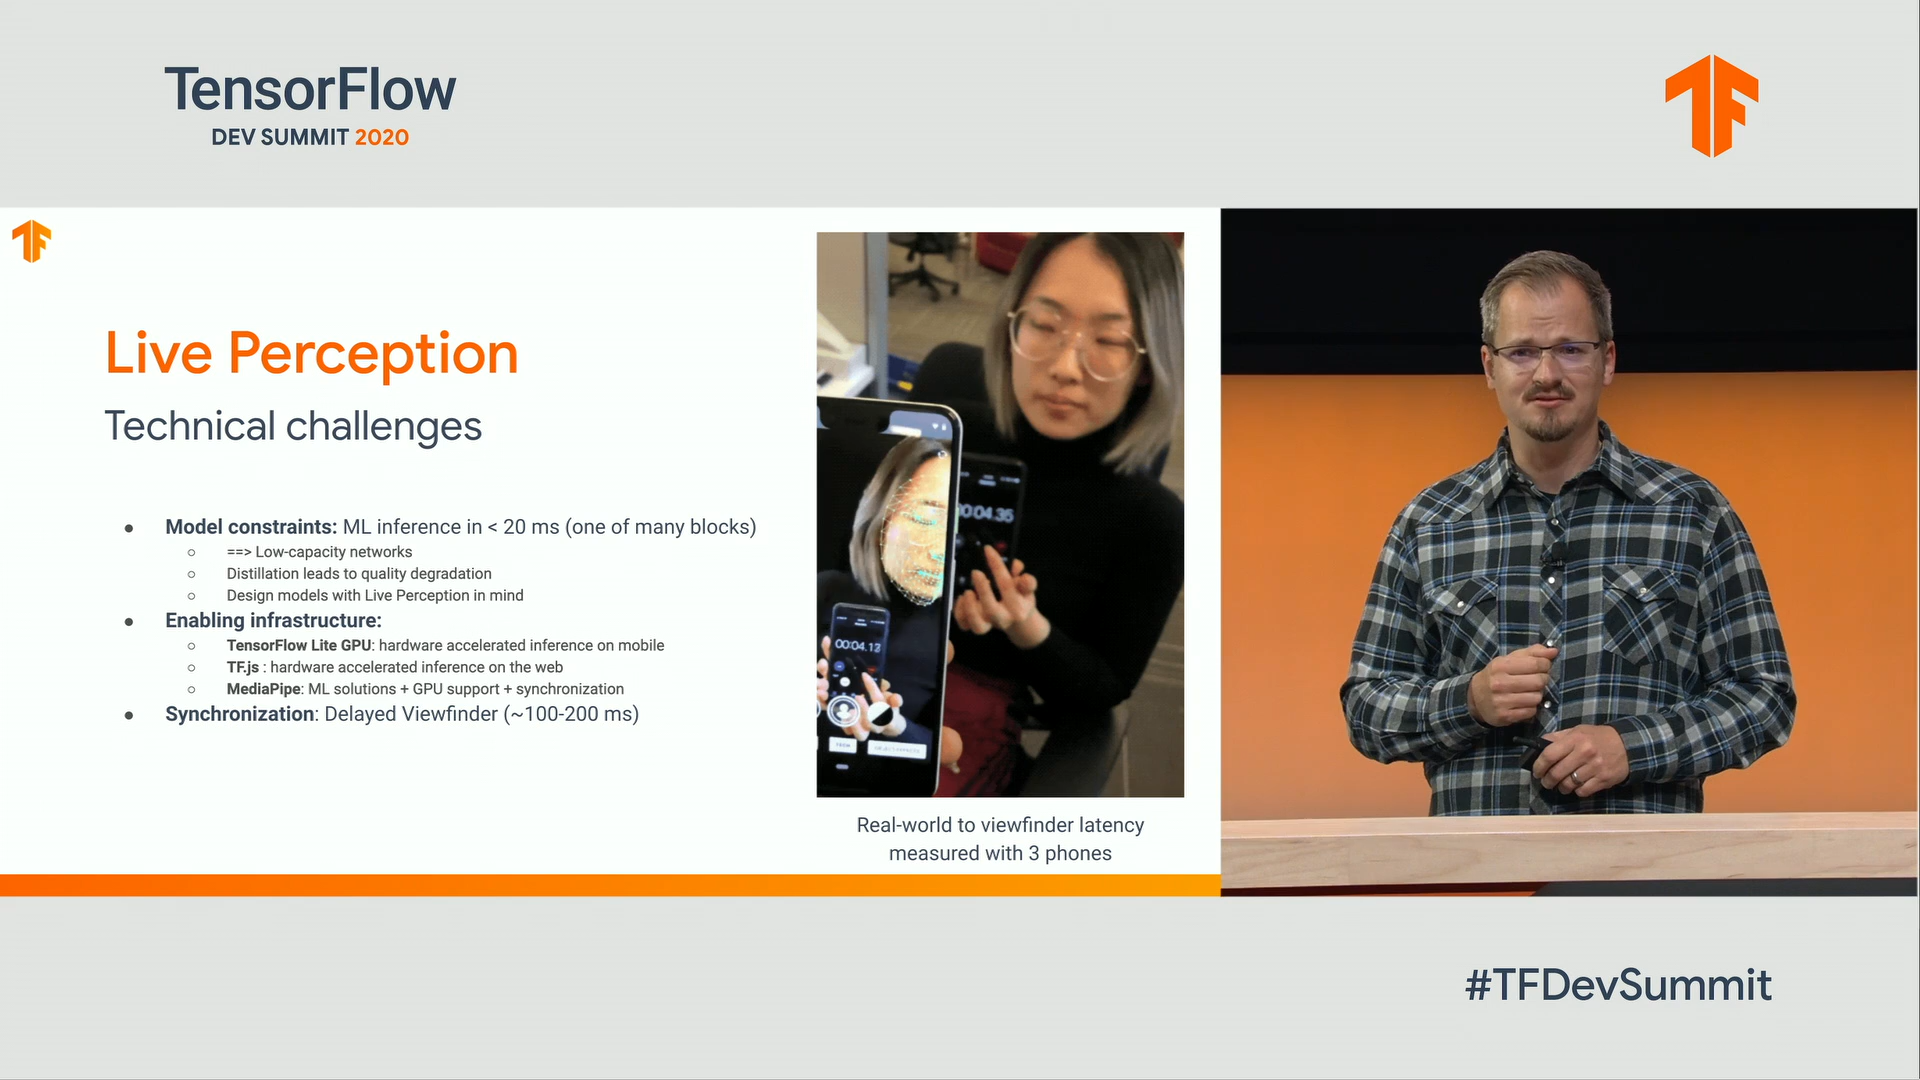 TensorFlow
DEV SUMMIT 2020
Live Perception
Technical challenges
● Model constraints: ML inference in < 20 ms (one of many blocks)
○ ==> Low-capacity networks
○ Distillation leads to quality degradation
○ Design models with Live Perception in mind
● Enabling infrastructure:
○ TensorFlow Lite GPU: hardware accelerated inference on mobile
○ TF.js : hardware accelerated inference on the web
○ MediaPipe: ML solutions + GPU support + synchronization
● Synchronization: Delayed Viewfinder (~100-200 ms)
00:04.35
00:04.12
Real-world to viewfinder latency
measured with 3 phones
#TFDevSummit